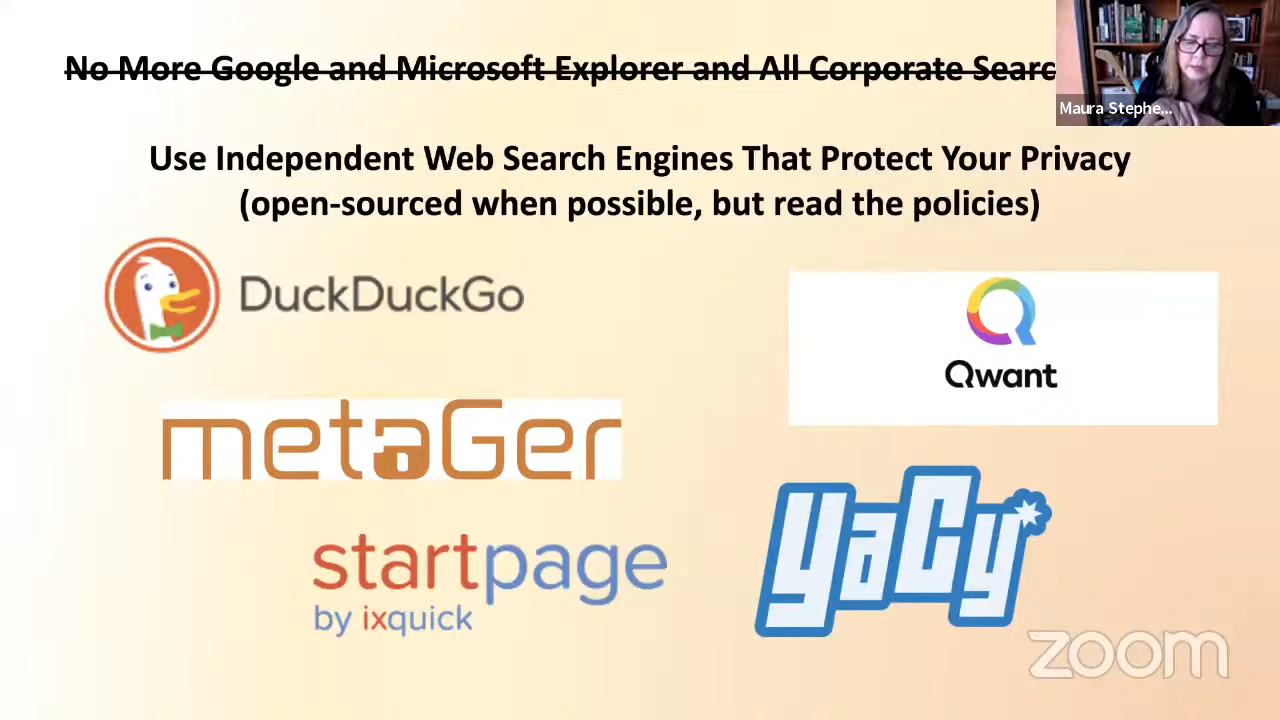 No More Google and Microsoft Explorer and All Corporate Searc
Maura Stephe...
Use Independent Web Search Engines That Protect Your Privacy
(open-sourced when possible, but read the policies)
DuckDuckGo
Qwant
metaGer
startpage
by ixquick
yaCy
zoom